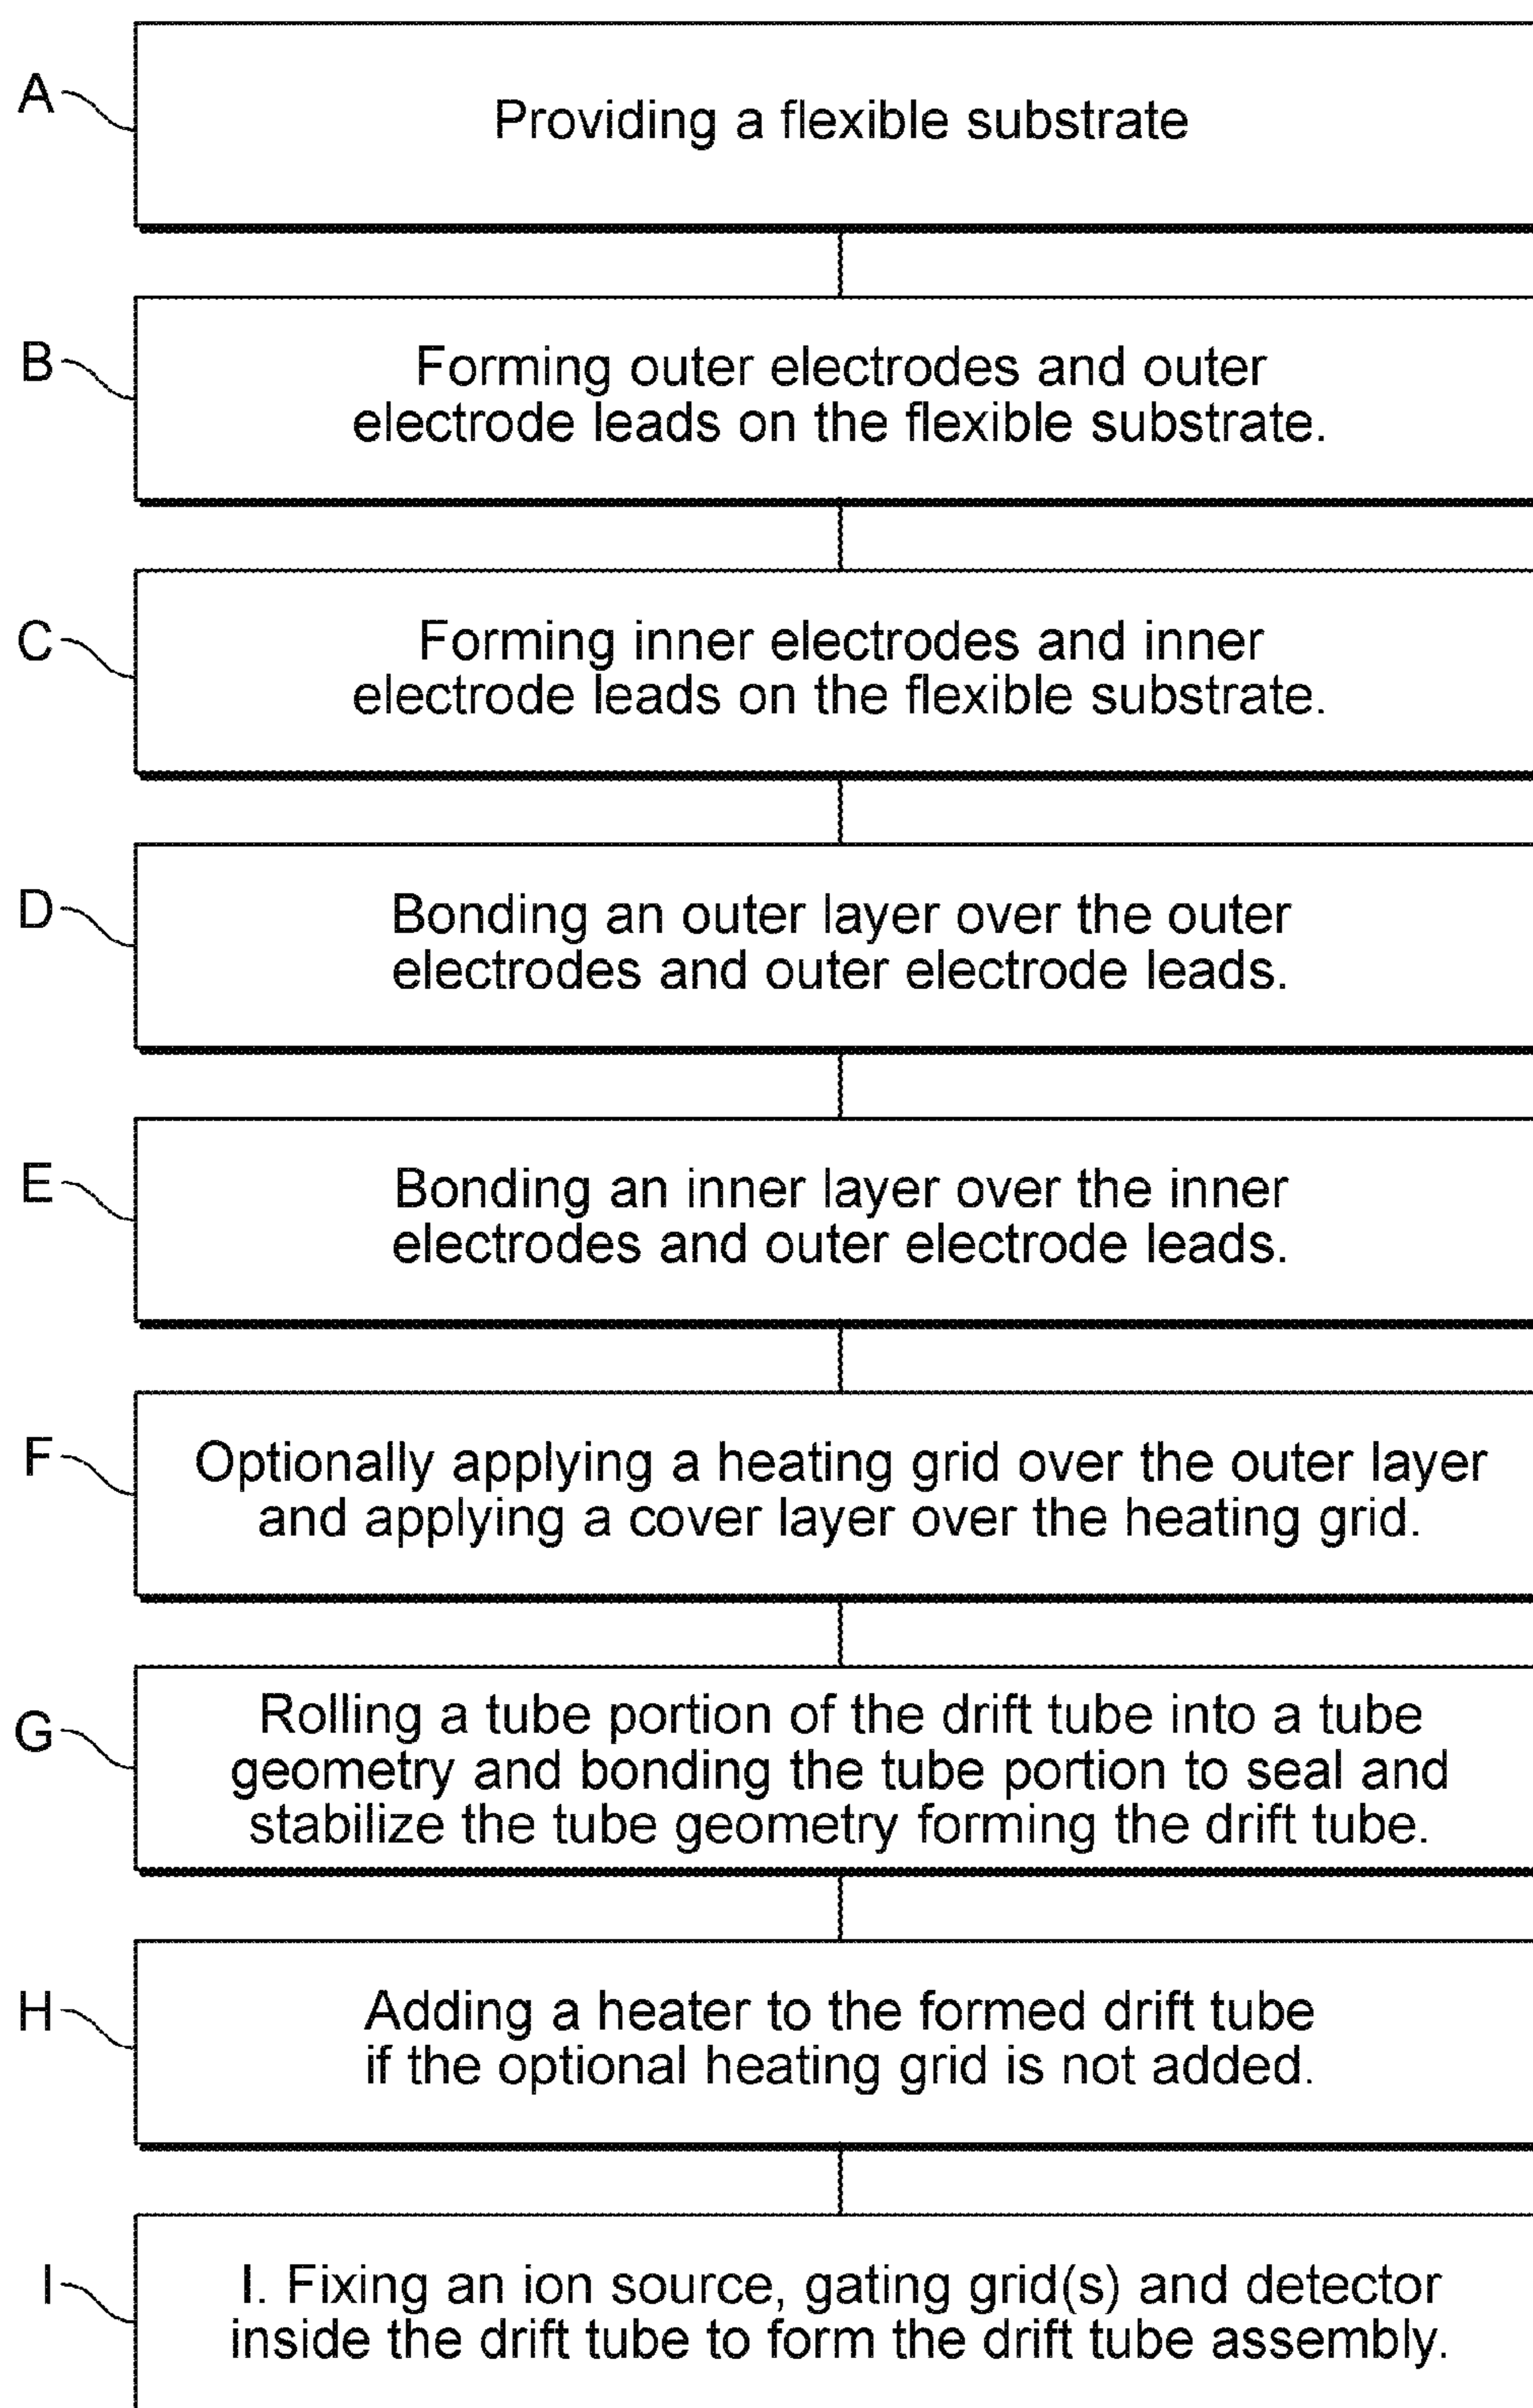 A
Providing a flexible substrate
B
Forming outer electrodes and outer
electrode leads on the flexible substrate.
C
Forming inner electrodes and inner
electrode leads on the flexible substrate.
D
Bonding an outer layer over the outer
electrodes and outer electrode leads.
E
Bonding an inner layer over the inner
electrodes and outer electrode leads.
F
Optionally applying a heating grid over the outer layer
and applying a cover layer over the heating grid.
G
Rolling a tube portion of the drift tube into a tube
geometry and bonding the tube portion to seal and
stabilize the tube geometry forming the drift tube.
H
Adding a heater to the formed drift tube
if the optional heating grid is not added.
I
I. Fixing an ion source, gating grid(s) and detector
inside the drift tube to form the drift tube assembly.